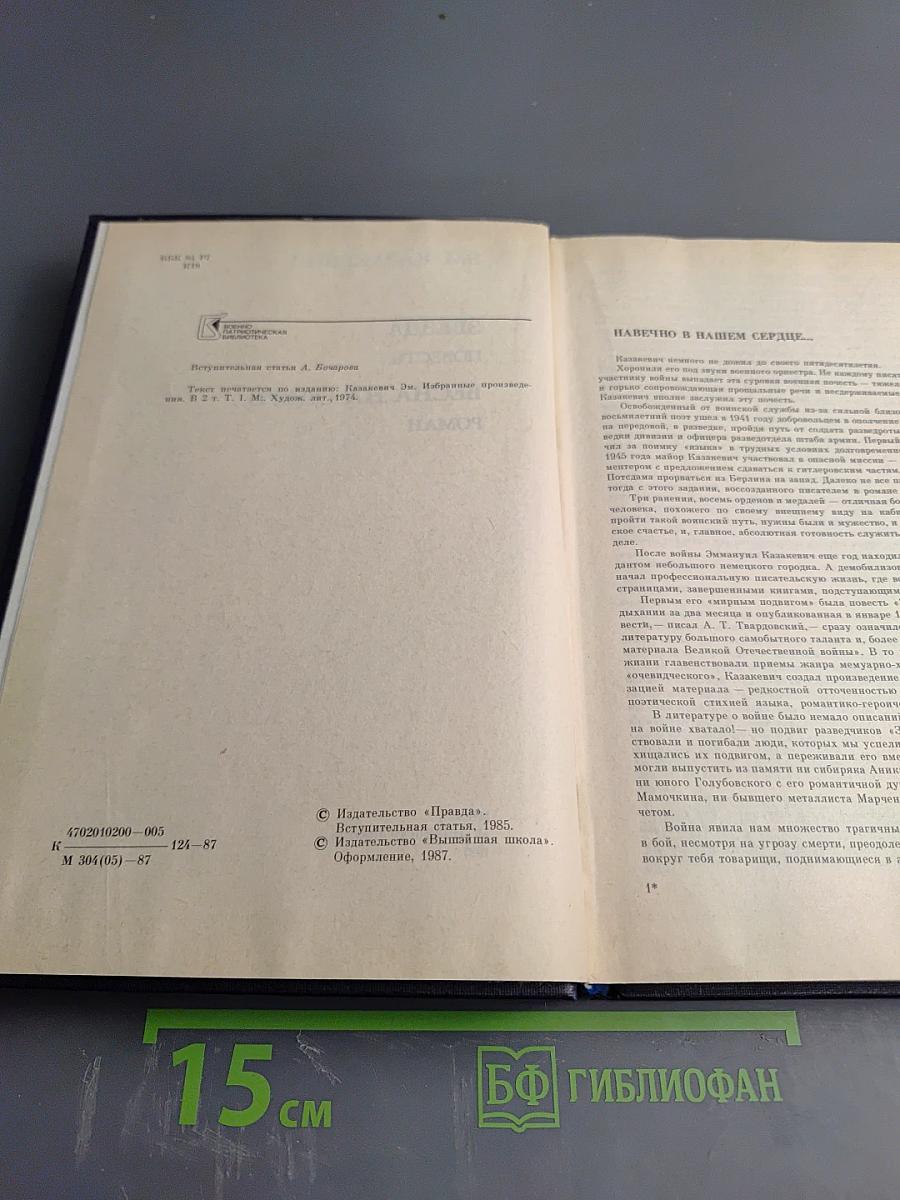 ББК 84 Р7
К18
ВОЕННО-
ПАТРИОТИЧЕСКАЯ
БИБЛИОТЕКА
Вступительная статья А. Бочарова
Текст печатается по изданию: Казакевич Эм. Избранные произведе-
ния. В 2 т. Т. I. М.: Худож. лит., 1974.
К 4702010200—005 124—87
М 304(05)—87
© Издательство «Правда».
Вступительная статья, 1985.
© Издательство «Вышэйшая школа».
Оформление, 1987.
НАВЕЧНО В НАШЕМ СЕРДЦЕ...
Казакевич немного не дожил до своего пятидесятилетия.
Хоронили его под звуки военного оркестра. Не каждому писат
участнику войны выпадает эта суровая воинская почесть — тяжел
и горько сопровождающая прощальные речи и несдерживаемые
Казакевич вполне заслужил эту почесть.
Освобожденный от воинской службы из-за сильной близо
восьмилетний поэт ушел в 1941 году добровольцем в ополчение
на передовой, в разведке, пройдя путь от солдата разведроты
ведки дивизии и офицера разведотдела штаба армии. Первый
чил за поимку «языка» в трудных условиях долговременно
1945 года майор Казакевич участвовал в опасной миссии —
ментером с предложением сдаваться к гитлеровским частям,
Потсдама прорваться из Берлина на запад. Далеко не все п
тогда с этого задания, воссозданного писателем в романе
Три ранения, восемь орденов и медалей — отличная бо
человека, похожего по своему внешнему виду на каби
пройти такой воинский путь, нужны были и мужество, и
ское счастье, и, главное, абсолютная готовность служить
деле.
После войны Эммануил Казакевич еще год находил
дантом небольшого немецкого городка. А демобилизов
начал профессиональную писательскую жизнь, где во
страницами, завершенными книгами, подступающим
Первым его «мирным подвигом» была повесть «
дыхании за два месяца и опубликованная в январе 1
вести,— писал А. Т. Твардовский,— сразу означил
литературу большого самобытного таланта и, более
материала Великой Отечественной войны». В то
жизни главенствовали приемы жанра мемуарно-х
«очевидческого», Казакевич создал произведение
зацией материала — редкостной отточенностью
поэтической стихией языка, романтико-героиче
В литературе о войне было немало описаний
на войне хватало!— но подвиг разведчиков «З
ствовали и погибали люди, которых мы успели
хищались их подвигом, а переживали его вме
могли выпустить из памяти ни сибиряка Аник
ни юного Голубовского с его романтичной ду
Мамочкина, ни бывшего металлиста Марчен
четом.
Война явила нам множество трагичны
в бой, несмотря на угрозу смерти, преодоле
вокруг тебя товарищи, поднимающиеся в а
1*
15 см
БФ ГИБЛИОФАН